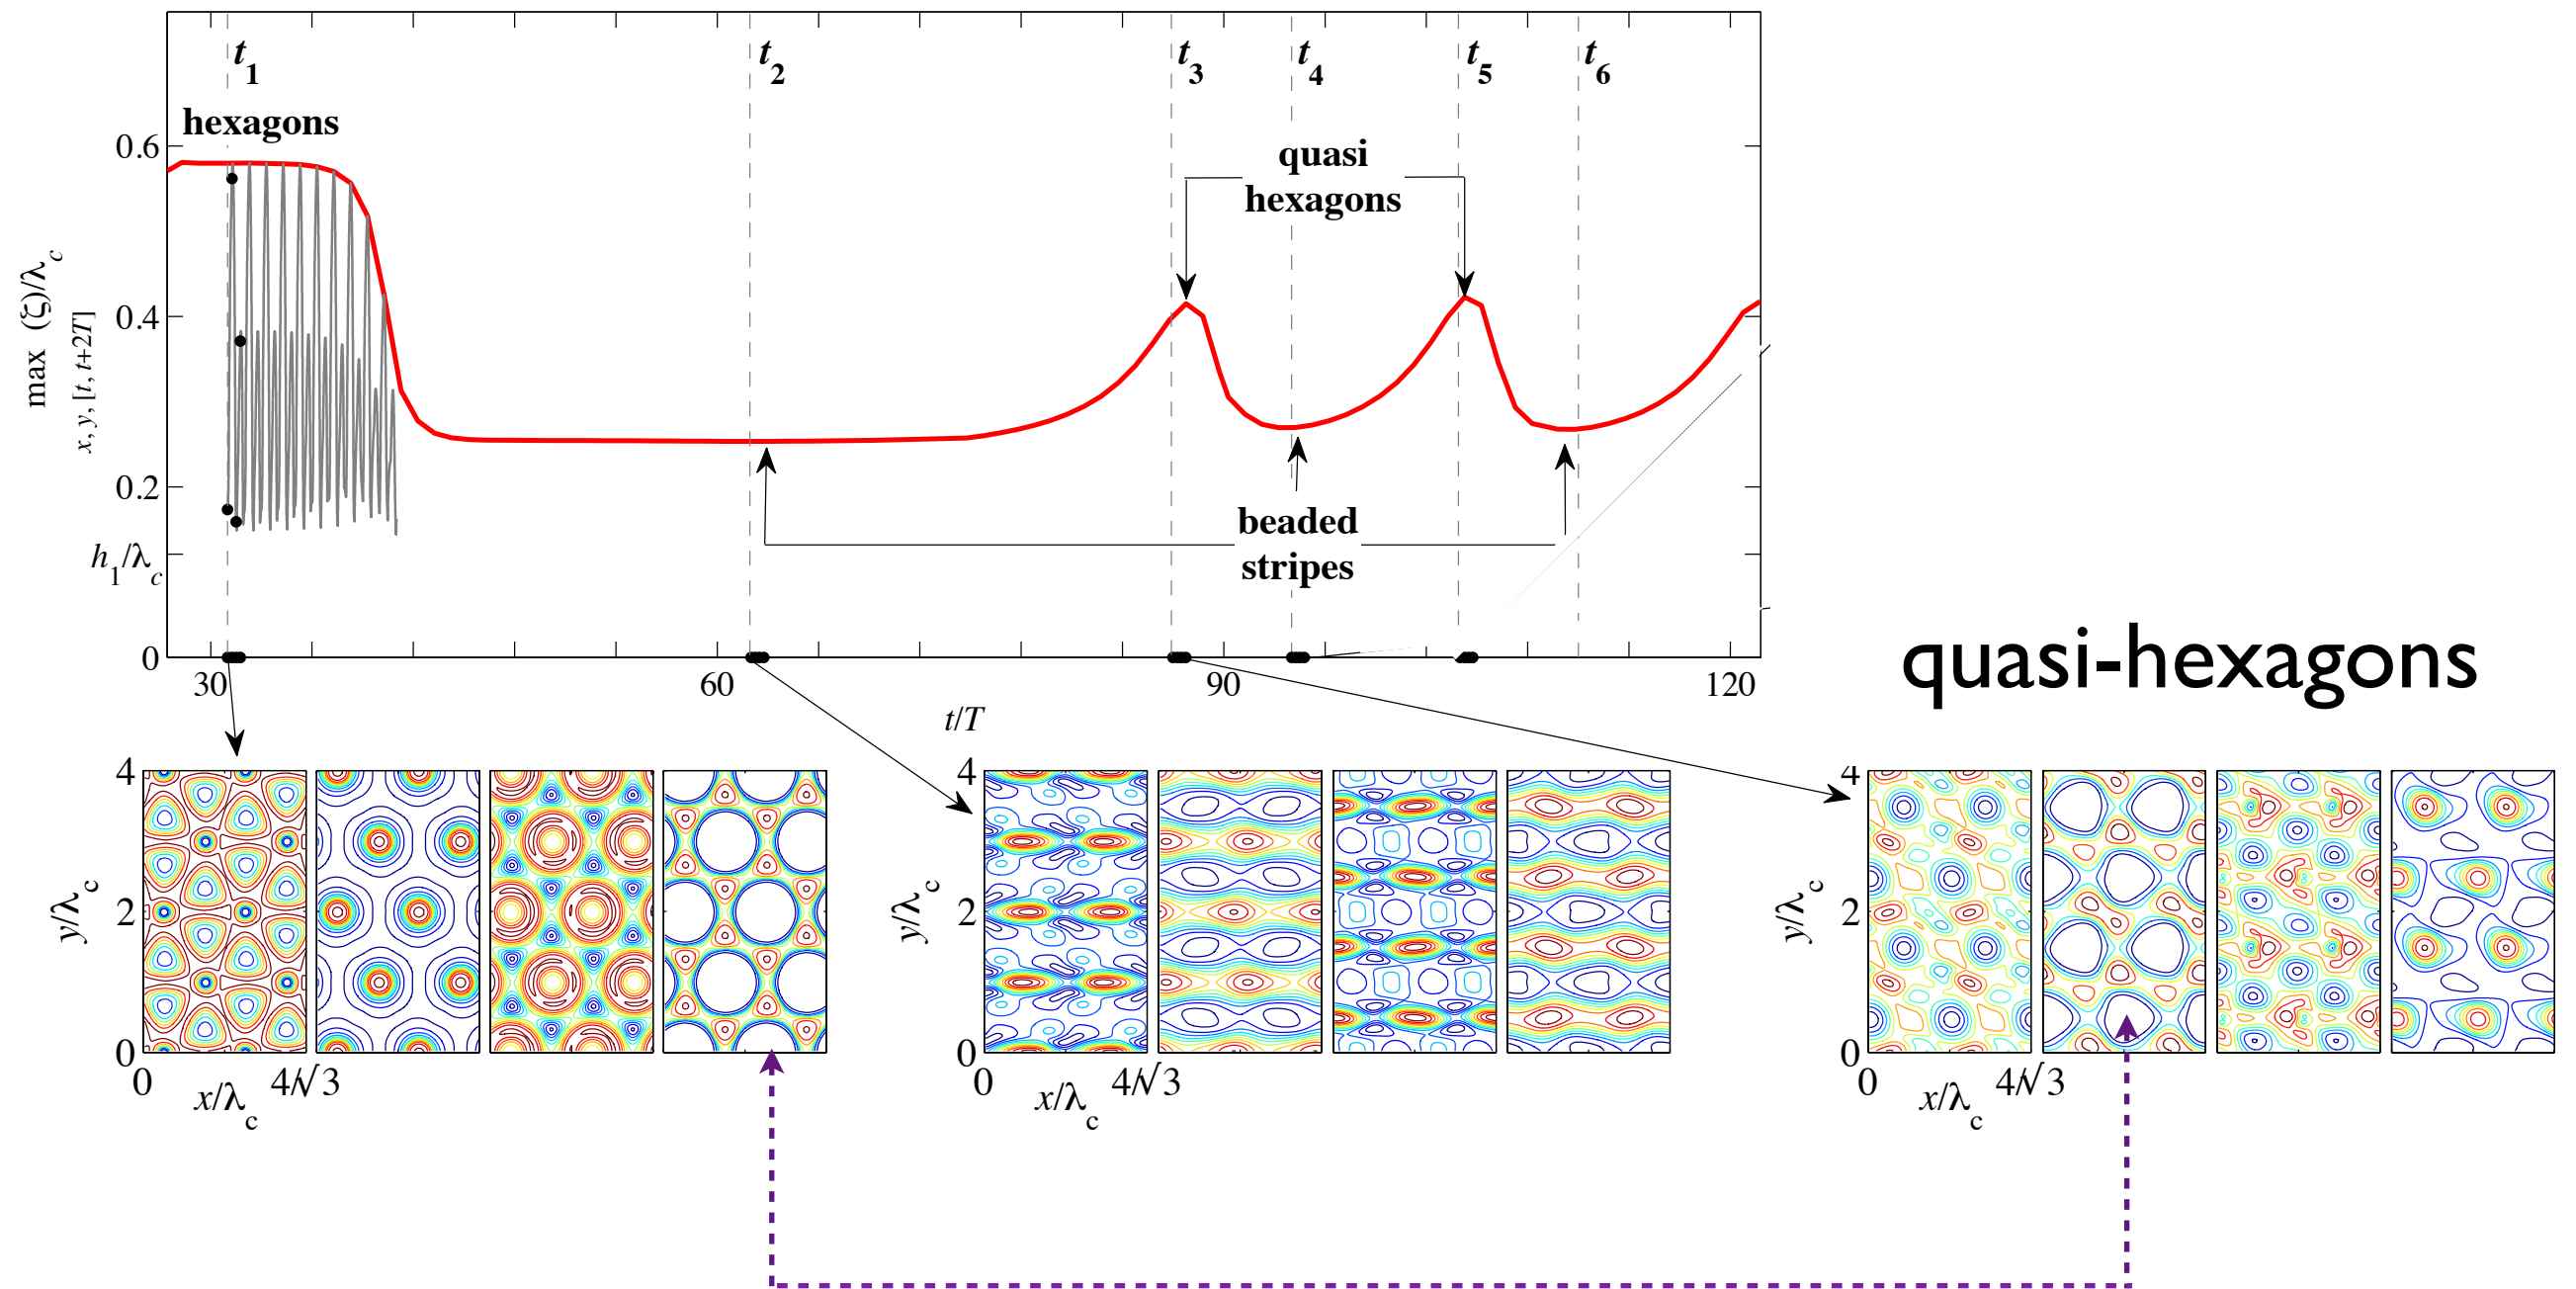 t1 t2 t3 t4 t5 t6
hexagons
quasi
hexagons
beaded
stripes
0.6
0.4
0.2
h1/λc
0
max (ζ)/λc
x, y, [t, t+2T]
30 60 90 120
t/T
quasi-hexagons
4
2
0
y/λc
0 4/√3
x/λc
4
2
0
y/λc
0 4/√3
x/λc
4
2
0
y/λc
0 4/√3
x/λc